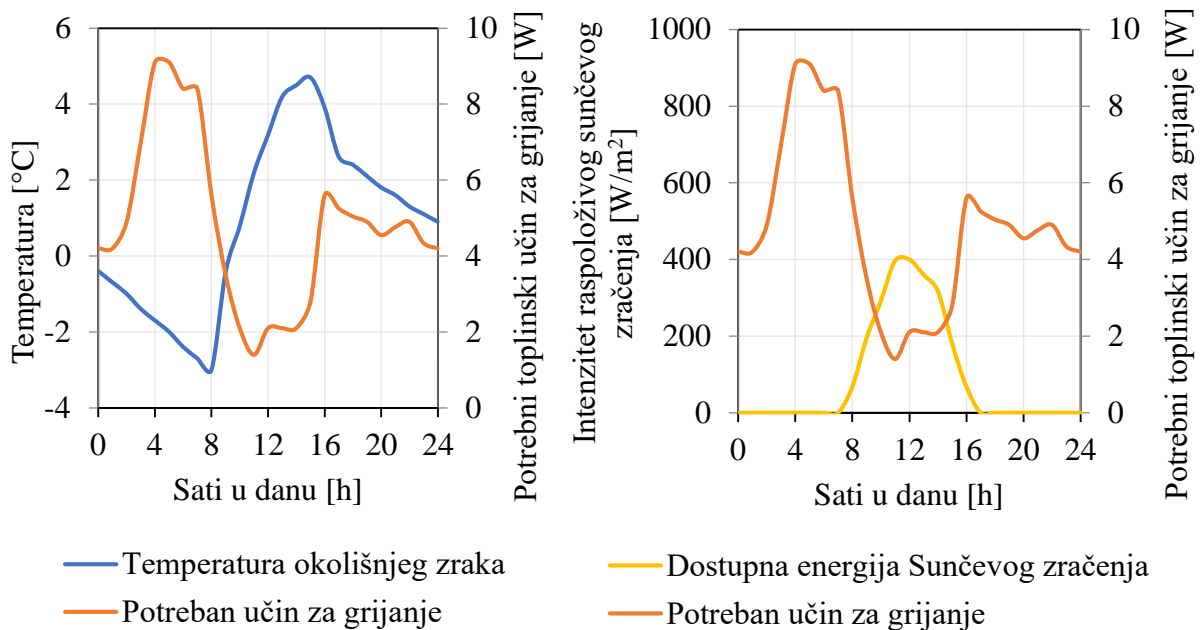 6
4
2
0
-2
-4
Temperatura [°C]
10
8
6
4
2
0
Potrebni toplinski učin za grijanje [W]
0 4 8 12 16 20 24
Sati u danu [h]
Temperatura okolišnjeg zraka
Potreban učin za grijanje
1000
800
600
400
200
0
Intenzitet raspoloživog sunčevog
zračenja [W/m²]
10
8
6
4
2
0
Potrebni toplinski učin za grijanje [W]
0 4 8 12 16 20 24
Sati u danu [h]
Dostupna energija Sunčevog zračenja
Potreban učin za grijanje